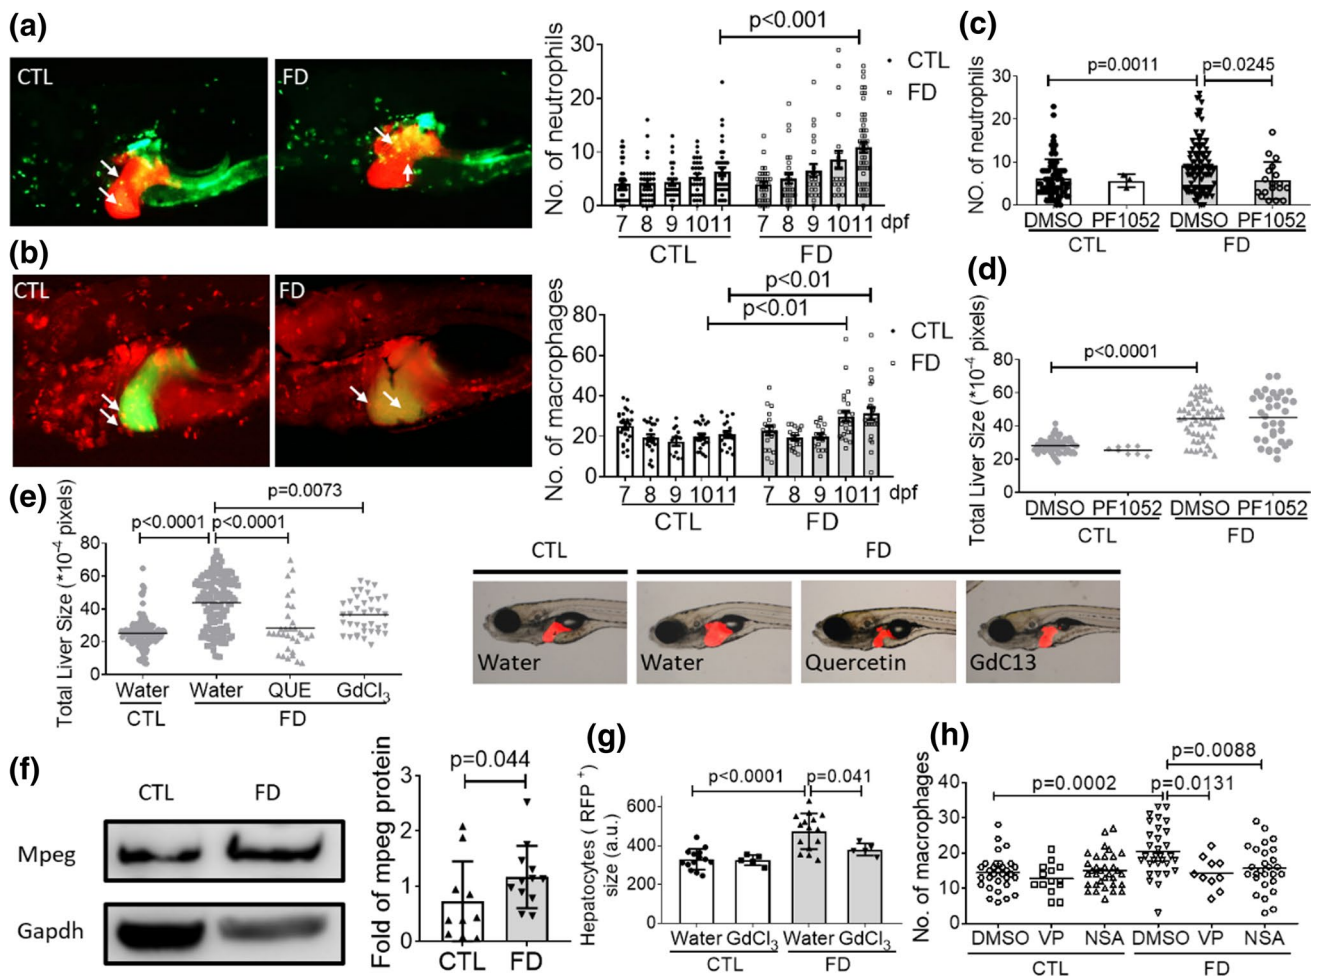 (a)
CTL
FD
No. of neutrophils
30
20
10
0
p<0.001
CTL
FD
7 8 9 10 11 7 8 9 10 11 dpf
CTL FD
(b)
CTL
FD
No. of macrophages
80
60
40
20
0
p<0.01
p<0.01
CTL
FD
7 8 9 10 11 7 8 9 10 11 dpf
CTL FD
(c)
NO. of neutrophils
30
20
10
0
p=0.0011 p=0.0245
DMSO PF1052 DMSO PF1052
CTL FD
(d)
Total Liver Size (*10⁻⁴ pixels)
80
60
40
20
0
p<0.0001
DMSO PF1052 DMSO PF1052
CTL FD
(e)
Total Liver Size (*10⁻⁴ pixels)
80
60
40
20
0
p=0.0073
p<0.0001 p<0.0001
Water Water QUE GdCl₃
CTL FD
CTL FD
Water
Water
Quercetin
GdC13
(f)
CTL FD
Mpeg
Gapdh
Fold of mpeg protein
3
2
1
0
p=0.044
CTL FD
(g)
Hepatocytes ( RFP ⁺)
size (a.u.)
600
400
200
0
p<0.0001 p=0.041
Water GdCl₃ Water GdCl₃
CTL FD
(h)
No. of macrophages
40
30
20
10
0
p=0.0088
p=0.0002 p=0.0131
DMSO VP NSA DMSO VP NSA
CTL FD